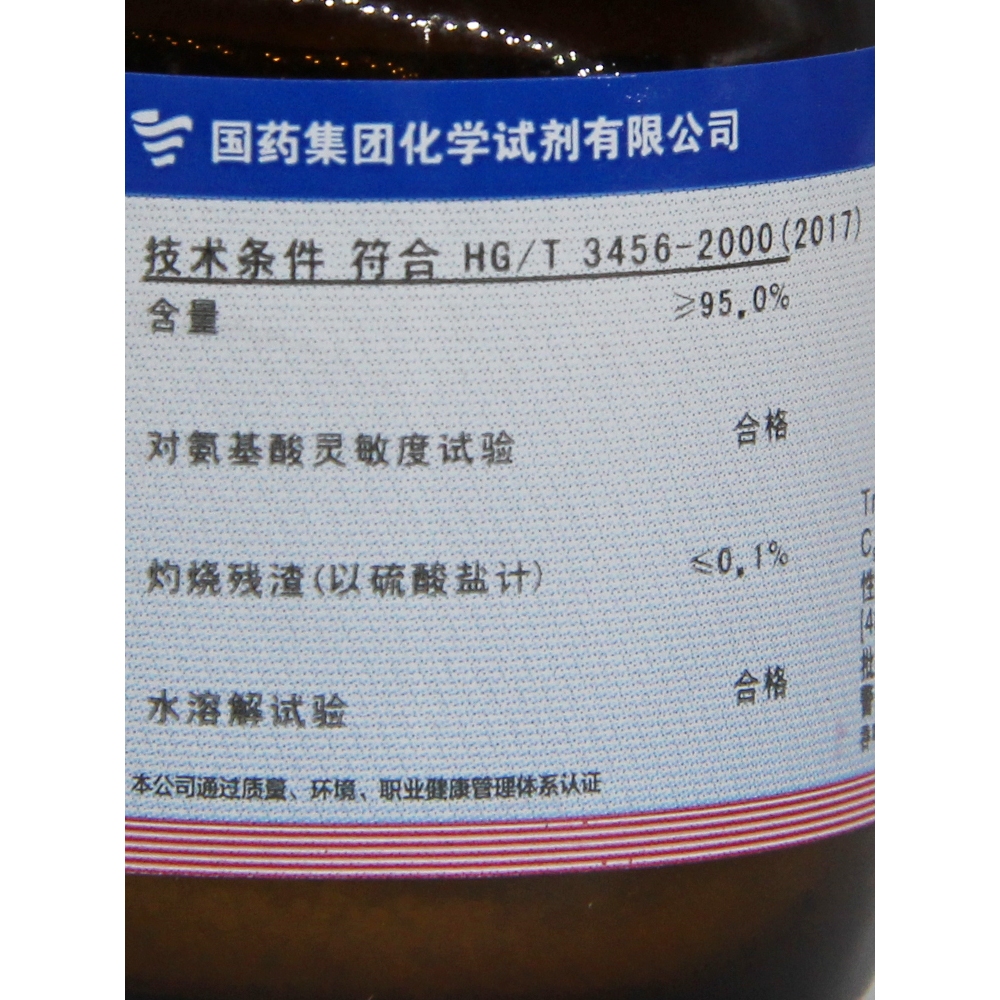 国药集团化学试剂有限公司
技术条件 符合 HG/T 3456-2000(2017)
含量 ≥95.0%
对氨基酸灵敏度试验 合格
灼烧残渣(以硫酸盐计) ≤0.1%
水溶解试验 合格
本公司通过质量、环境、职业健康管理体系认证